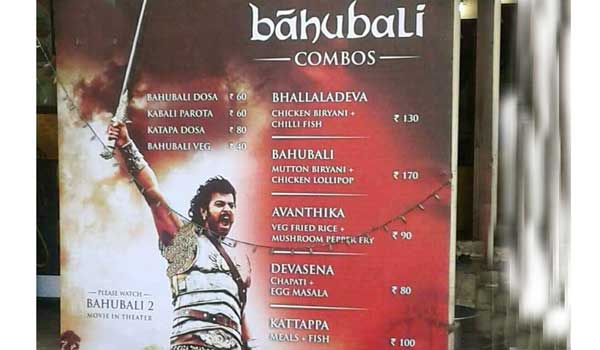 bāhubali
COMBOS
BAHUBALI DOSA ₹ 60
KABALI PAROTA ₹ 60
KATAPA DOSA ₹ 80
BAHUBALI VEG ₹ 40
BHALLALADEVA
CHICKEN BIRYANI +
CHILLI FISH ₹ 130
BAHUBALI
MUTTON BIRYANI +
CHICKEN LOLLIPOP ₹ 170
AVANTHIKA
VEG FRIED RICE +
MUSHROOM PEPPER FRY ₹ 90
DEVASENA
CHAPATI +
EGG MASALA ₹ 80
KATTAPPA
MEALS + FISH ₹ 100
PLEASE WATCH
BAHUBALI 2
MOVIE IN THEATER